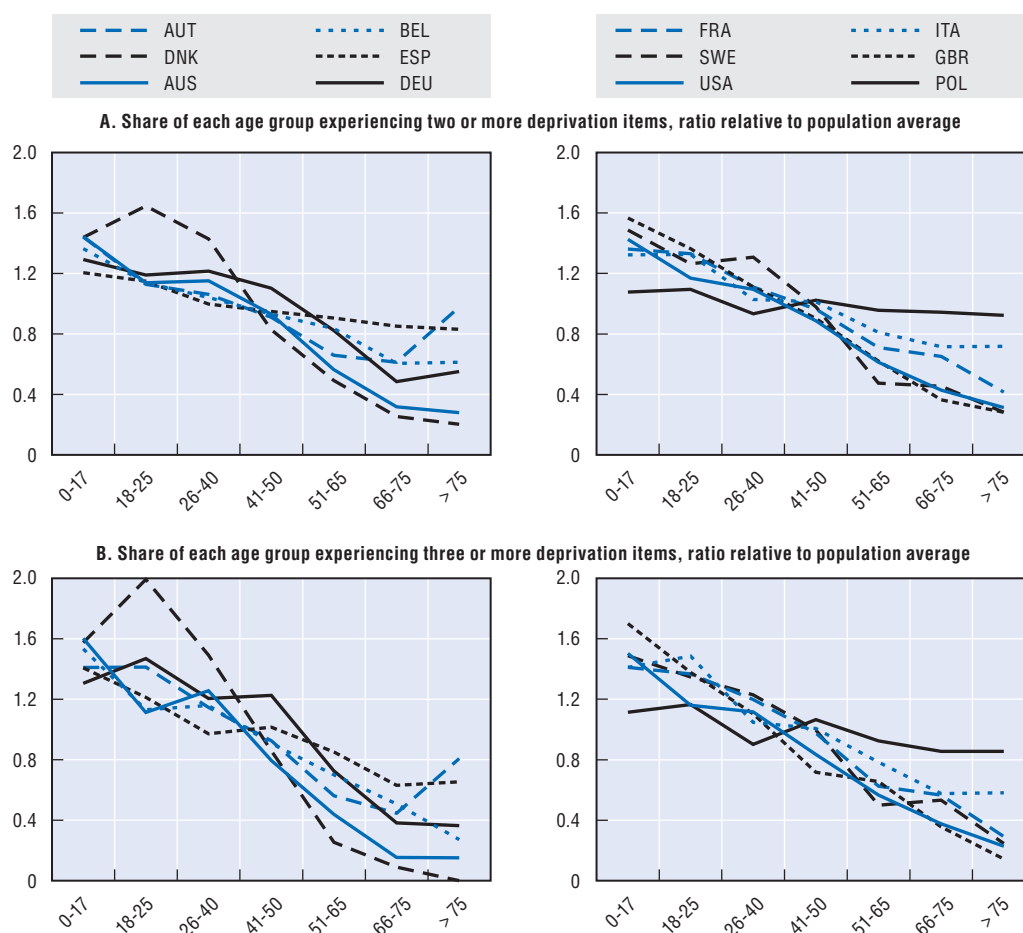 AUT BEL FRA ITA
DNK ESP SWE GBR
AUS DEU USA POL
A. Share of each age group experiencing two or more deprivation items, ratio relative to population average
2.0 2.0
1.6 1.6
1.2 1.2
0.8 0.8
0.4 0.4
0 0
0-17 18-25 26-40 41-50 51-65 66-75 > 75 0-17 18-25 26-40 41-50 51-65 66-75 > 75
B. Share of each age group experiencing three or more deprivation items, ratio relative to population average
2.0 2.0
1.6 1.6
1.2 1.2
0.8 0.8
0.4 0.4
0 0
0-17 18-25 26-40 41-50 51-65 66-75 > 75 0-17 18-25 26-40 41-50 51-65 66-75 > 75